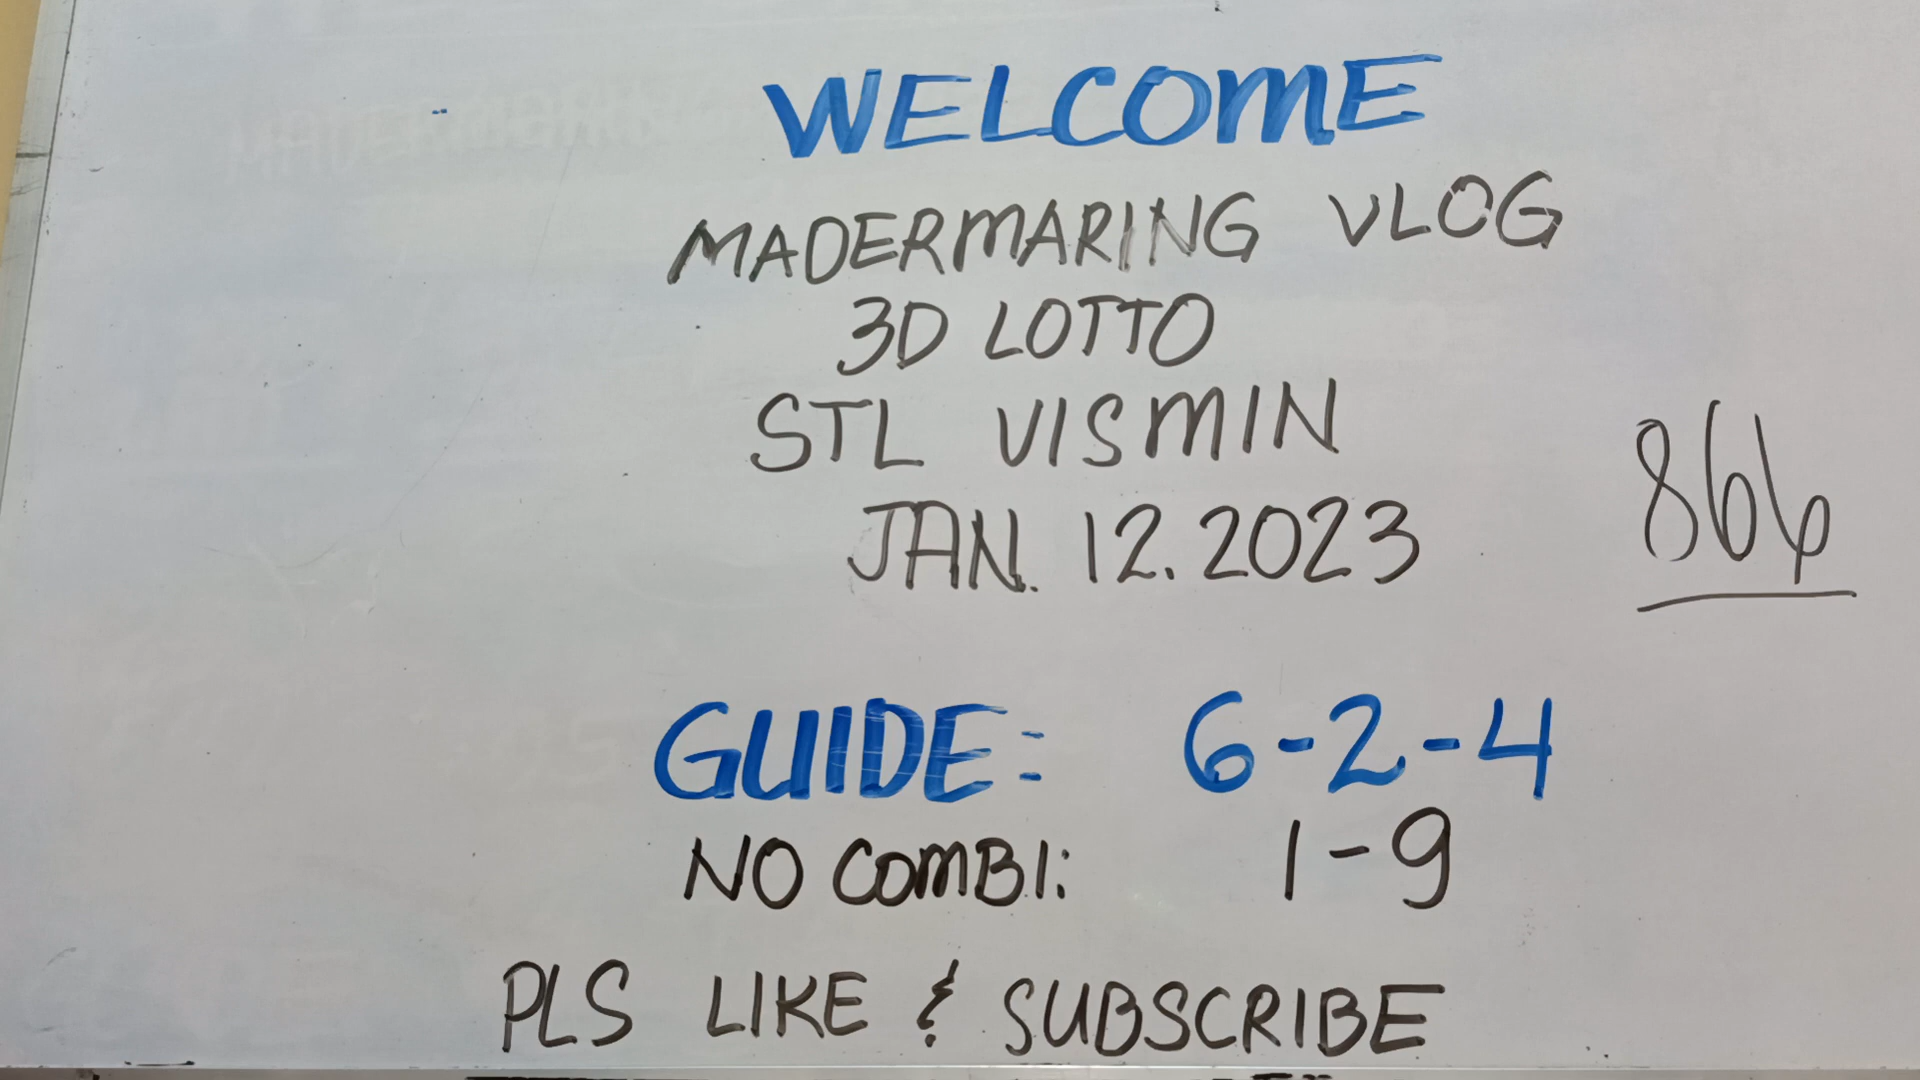 WELCOME
MADERMARING VLOG
3D LOTTO
STL VISMIN
JAN. 12. 2023
866
GUIDE: 6-2-4
NO COMBI: 1-9
PLS LIKE & SUBSCRIBE